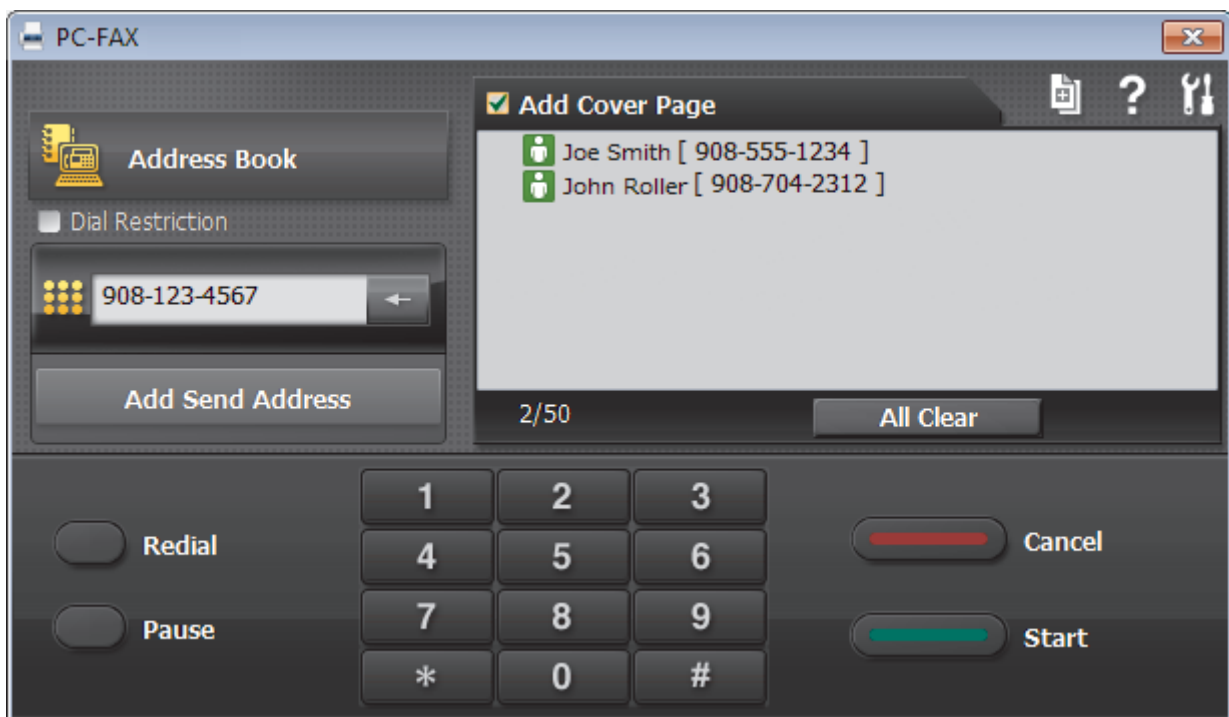 PC-FAX
Address Book
Dial Restriction
908-123-4567
Add Send Address
Add Cover Page
?
Joe Smith [ 908-555-1234 ]
John Roller [ 908-704-2312 ]
2/50
All Clear
Redial
Pause
1 2 3
4 5 6
7 8 9
* 0 #
Cancel
Start